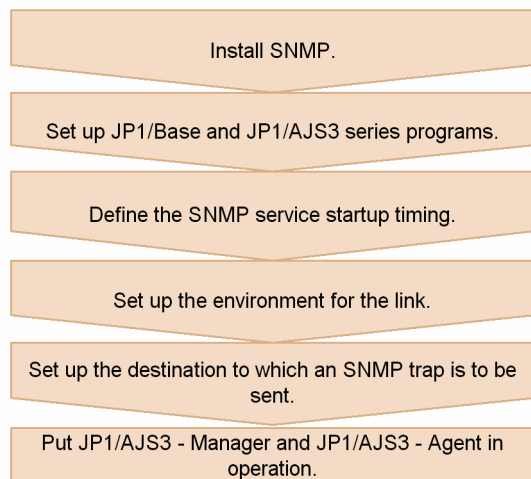 Install SNMP.
Set up JP1/Base and JP1/AJS3 series programs.
Define the SNMP service startup timing.
Set up the environment for the link.
Set up the destination to which an SNMP trap is to be
sent.
Put JP1/AJS3 - Manager and JP1/AJS3 - Agent in
operation.